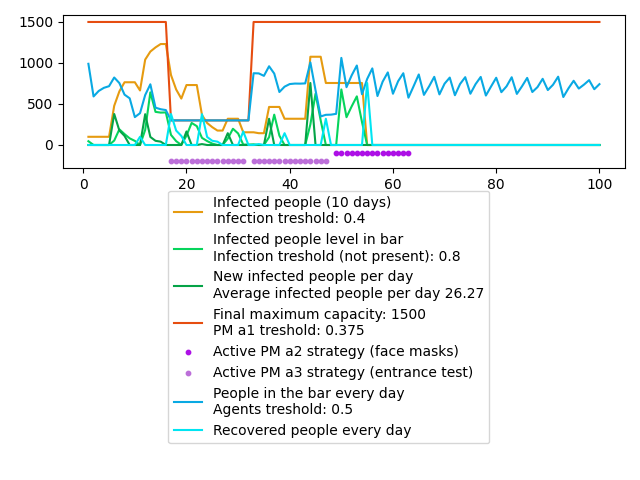 1500
1000
500
0
0
20
40
60
80
100
Infected people (10 days)
Infection treshold: 0.4
Infected people level in bar
Infection treshold (not present): 0.8
New infected people per day
Average infected people per day 26.27
Final maximum capacity: 1500
PM a1 treshold: 0.375
Active PM a2 strategy (face masks)
Active PM a3 strategy (entrance test)
People in the bar every day
Agents treshold: 0.5
Recovered people every day